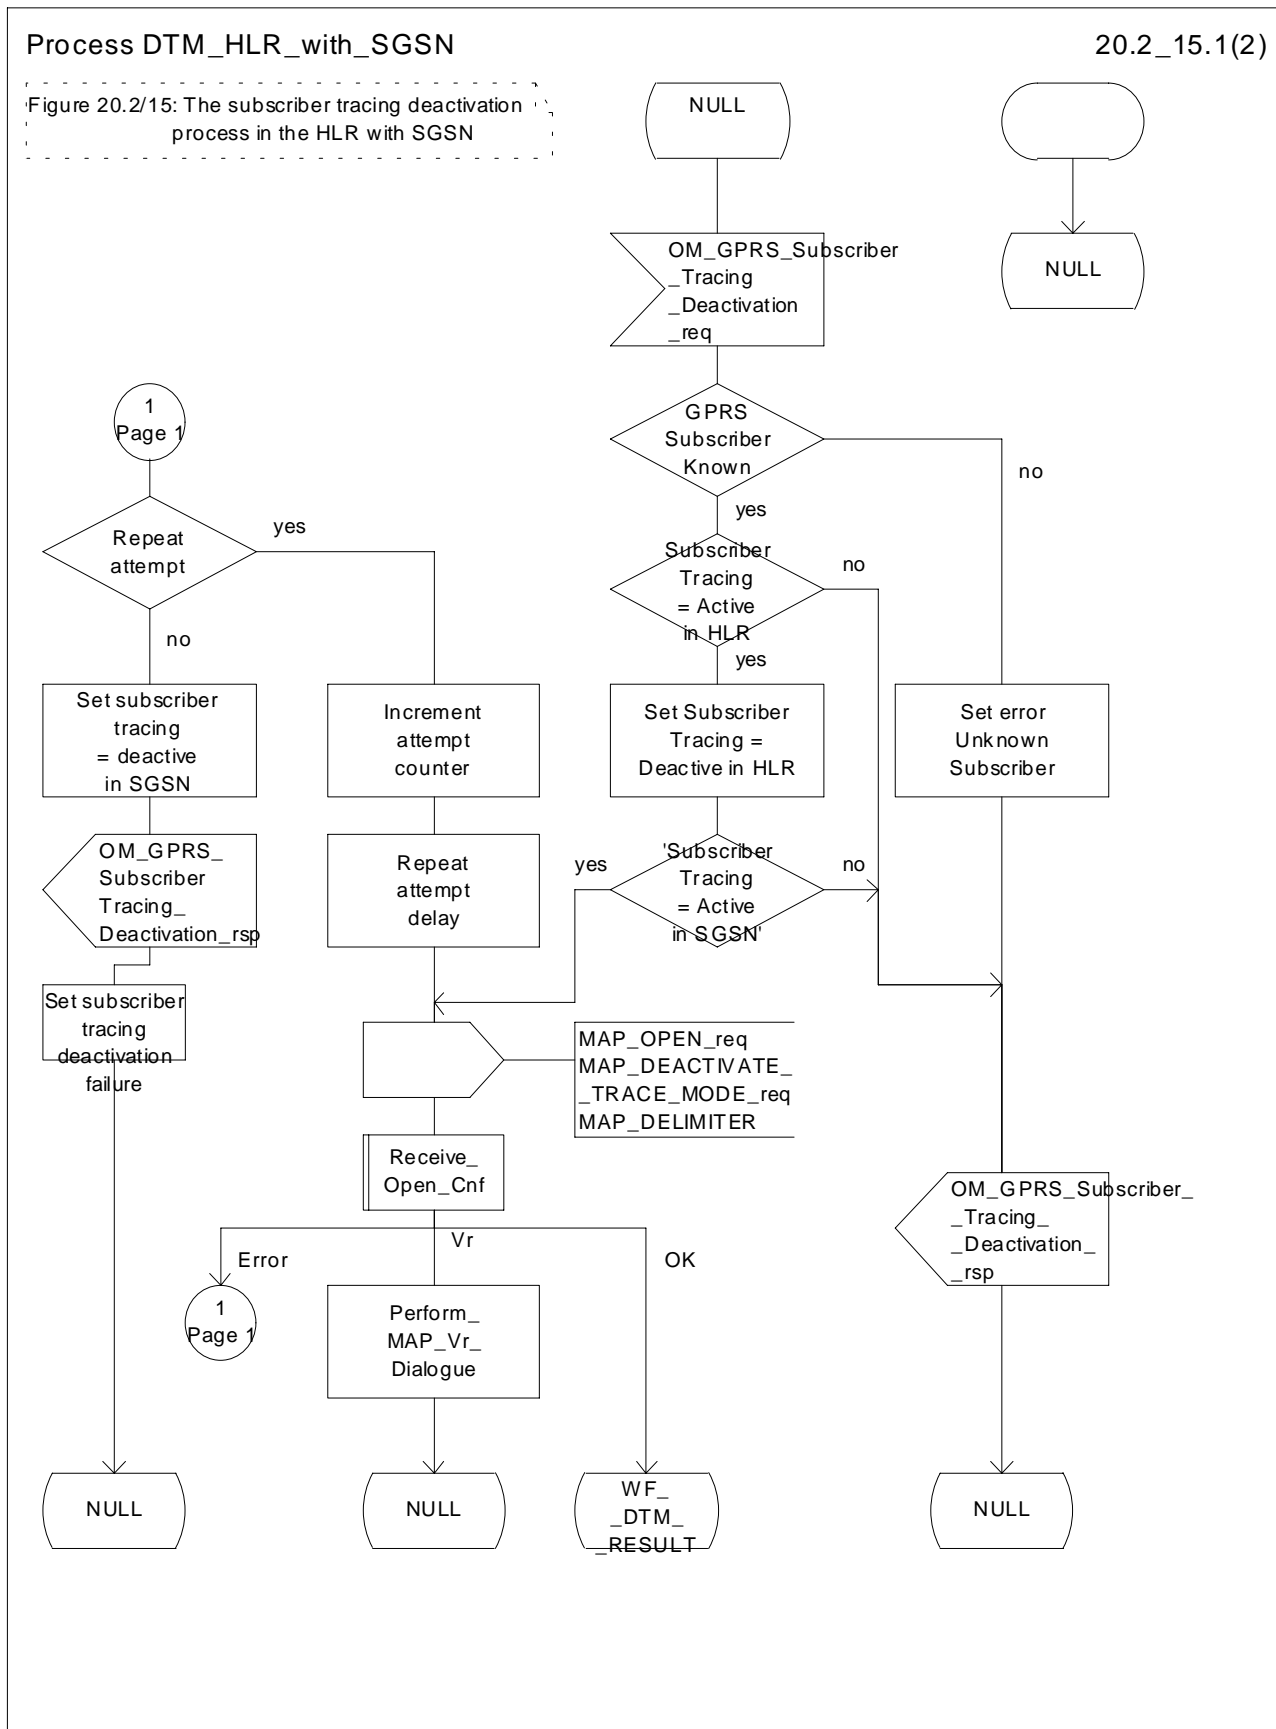 Process DTM_HLR_with_SGSN
20.2_15.1(2)
Figure 20.2/15: The subscriber tracing deactivation
process in the HLR with SGSN
NULL
NULL
OM_GPRS_Subscriber
_Tracing
_Deactivation
_req
1
Page 1
GPRS
Subscriber
Known
no
yes
Repeat
attempt
yes
no
Subscriber
Tracing
= Active
in HLR
no
yes
Set subscriber
tracing
= deactive
in SGSN
Increment
attempt
counter
Set Subscriber
Tracing =
Deactive in HLR
Set error
Unknown
Subscriber
OM_GPRS_
Subscriber
Tracing_
Deactivation_rsp
Repeat
attempt
delay
yes
'Subscriber
Tracing
= Active
in SGSN'
no
Set subscriber
tracing
deactivation
failure
MAP_OPEN_req
MAP_DEACTIVATE_
_TRACE_MODE_req
MAP_DELIMITER
Receive_
Open_Cnf
OM_GPRS_Subscriber_
_Tracing_
_Deactivation_
_rsp
Error
Vr
OK
1
Page 1
Perform_
MAP_Vr_
Dialogue
NULL
NULL
WF_
_DTM_
_RESULT
NULL